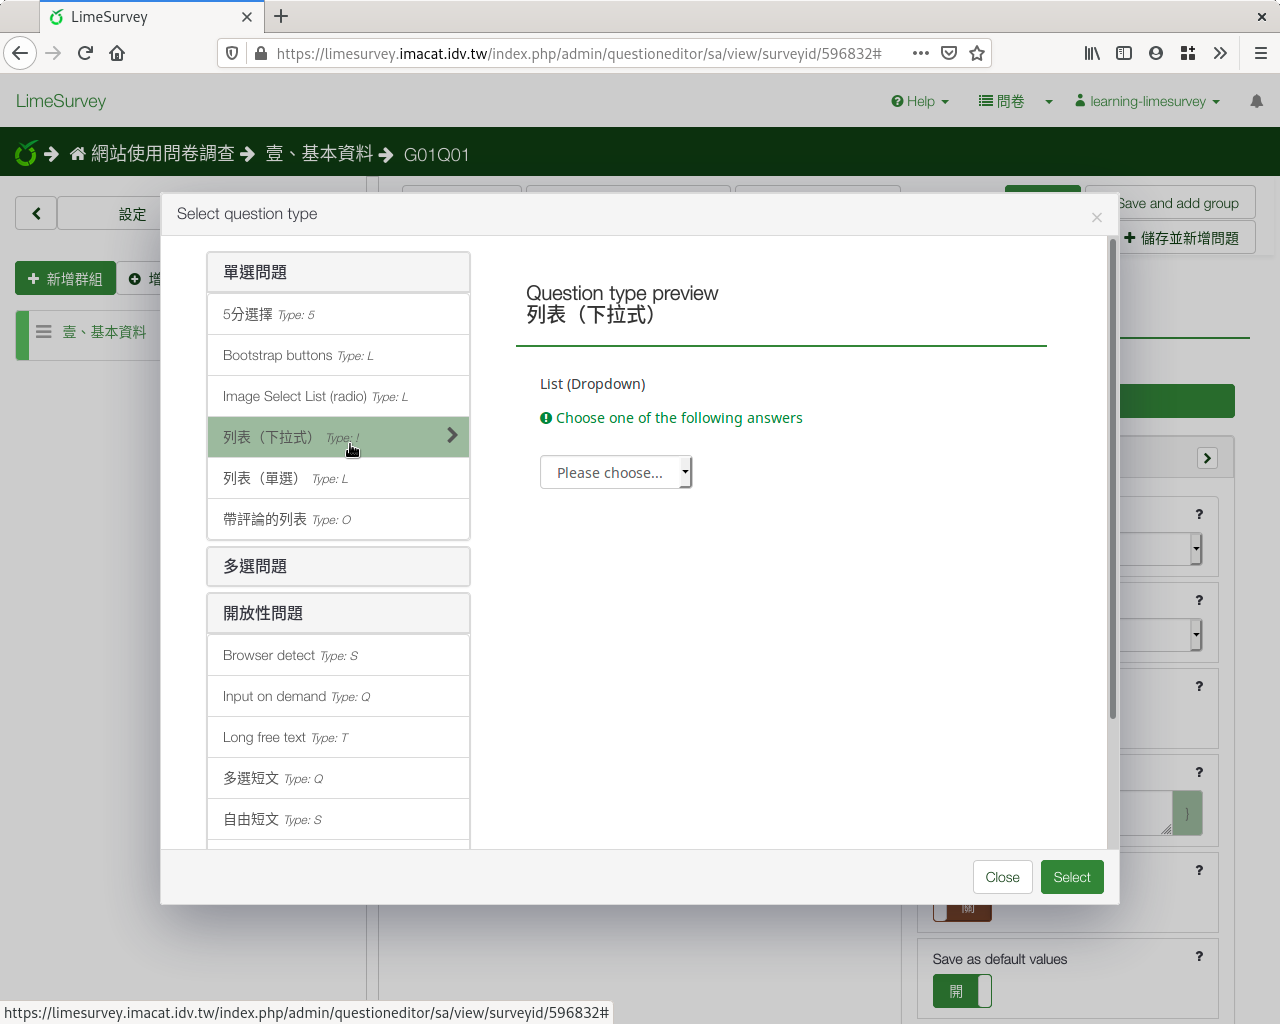 LimeSurvey
https://limesurvey.imacat.idv.tw/index.php/admin/questioneditor/sa/view/surveyid/596832#
LimeSurvey
Help
問卷
learning-limesurvey
網站使用問卷調查
壹、基本資料
G01Q01
設定
Save and add group
儲存並新增問題
新增群組
增
壹、基本資料
Select question type
×
單選問題
5分選擇 Type: 5
Bootstrap buttons Type: L
Image Select List (radio) Type: L
列表（下拉式） Type: !
列表（單選） Type: L
帶評論的列表 Type: O
多選問題
開放性問題
Browser detect Type: S
Input on demand Type: Q
Long free text Type: T
多選短文 Type: Q
自由短文 Type: S
Question type preview
列表（下拉式）
List (Dropdown)
Choose one of the following answers
Please choose...
Close
Select
?
?
?
?
}
?
關
Save as default values
?
開
https://limesurvey.imacat.idv.tw/index.php/admin/questioneditor/sa/view/surveyid/596832#